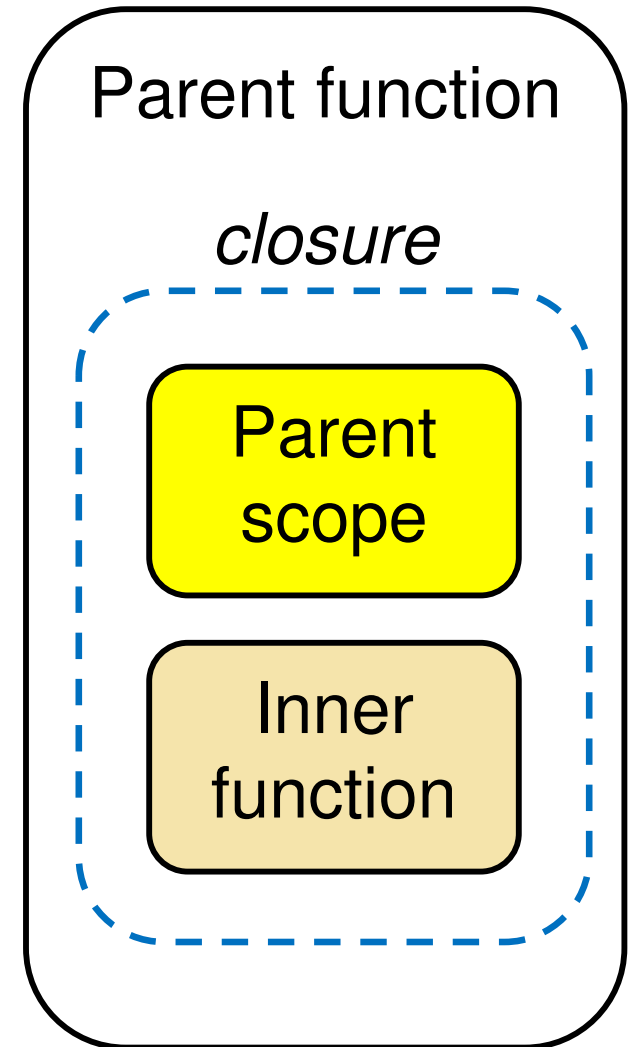 Parent function
closure
Parent
scope
Inner
function